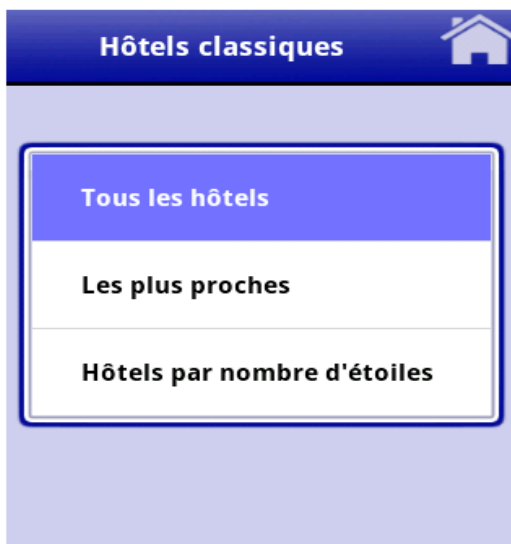 Hôtels classiques
Tous les hôtels
Les plus proches
Hôtels par nombre d'étoiles